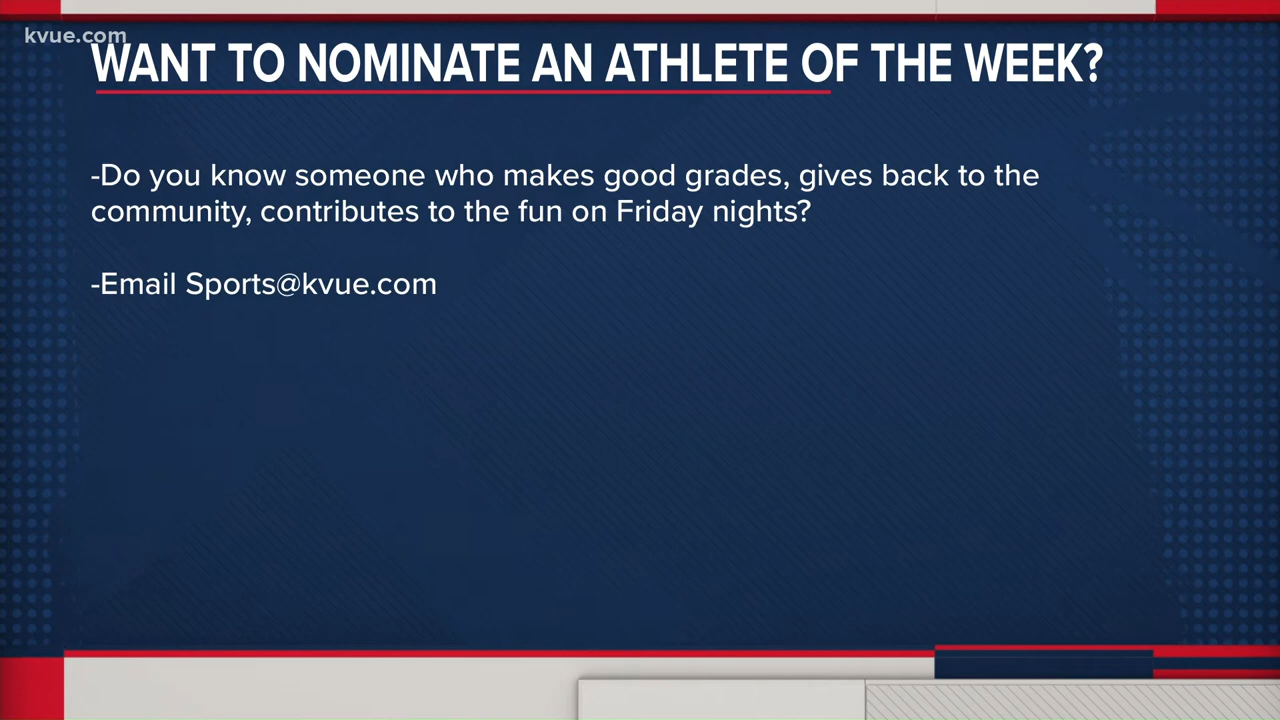 kvue.com
WANT TO NOMINATE AN ATHLETE OF THE WEEK?
-Do you know someone who makes good grades, gives back to the
community, contributes to the fun on Friday nights?
-Email Sports@kvue.com